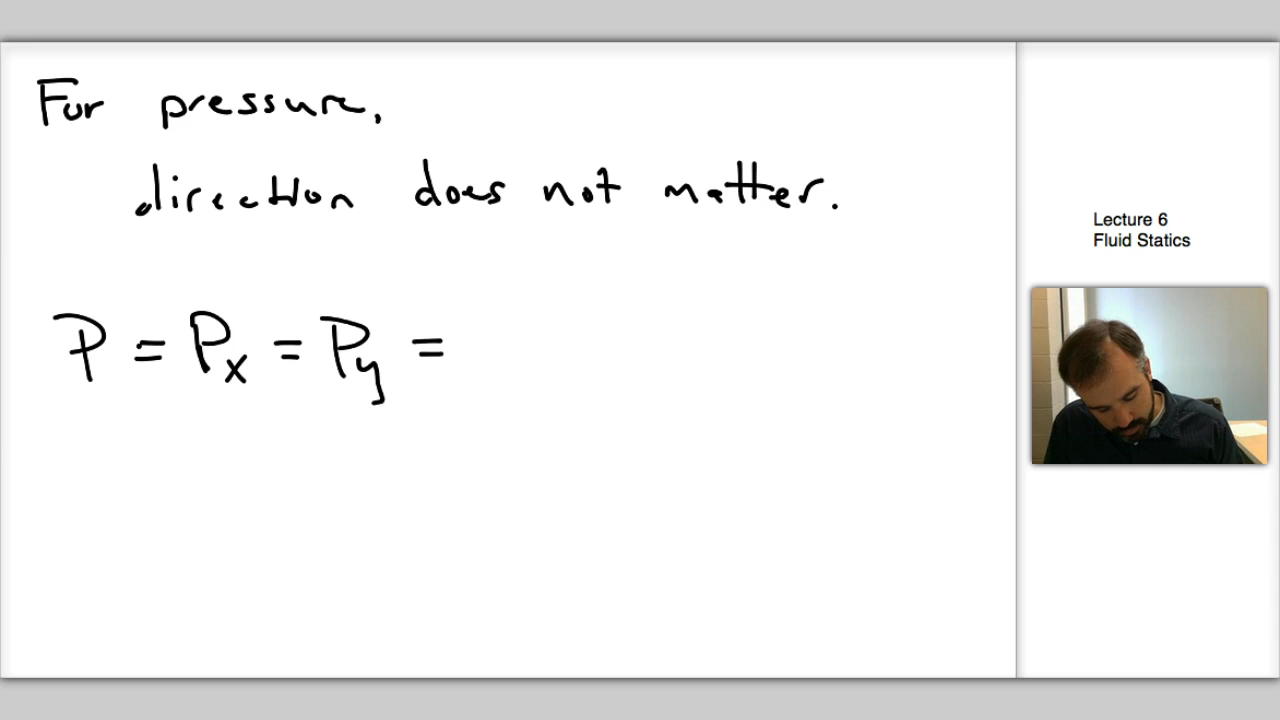 For pressure,
direction does not matter.
P = Px = Py =
Lecture 6
Fluid Statics